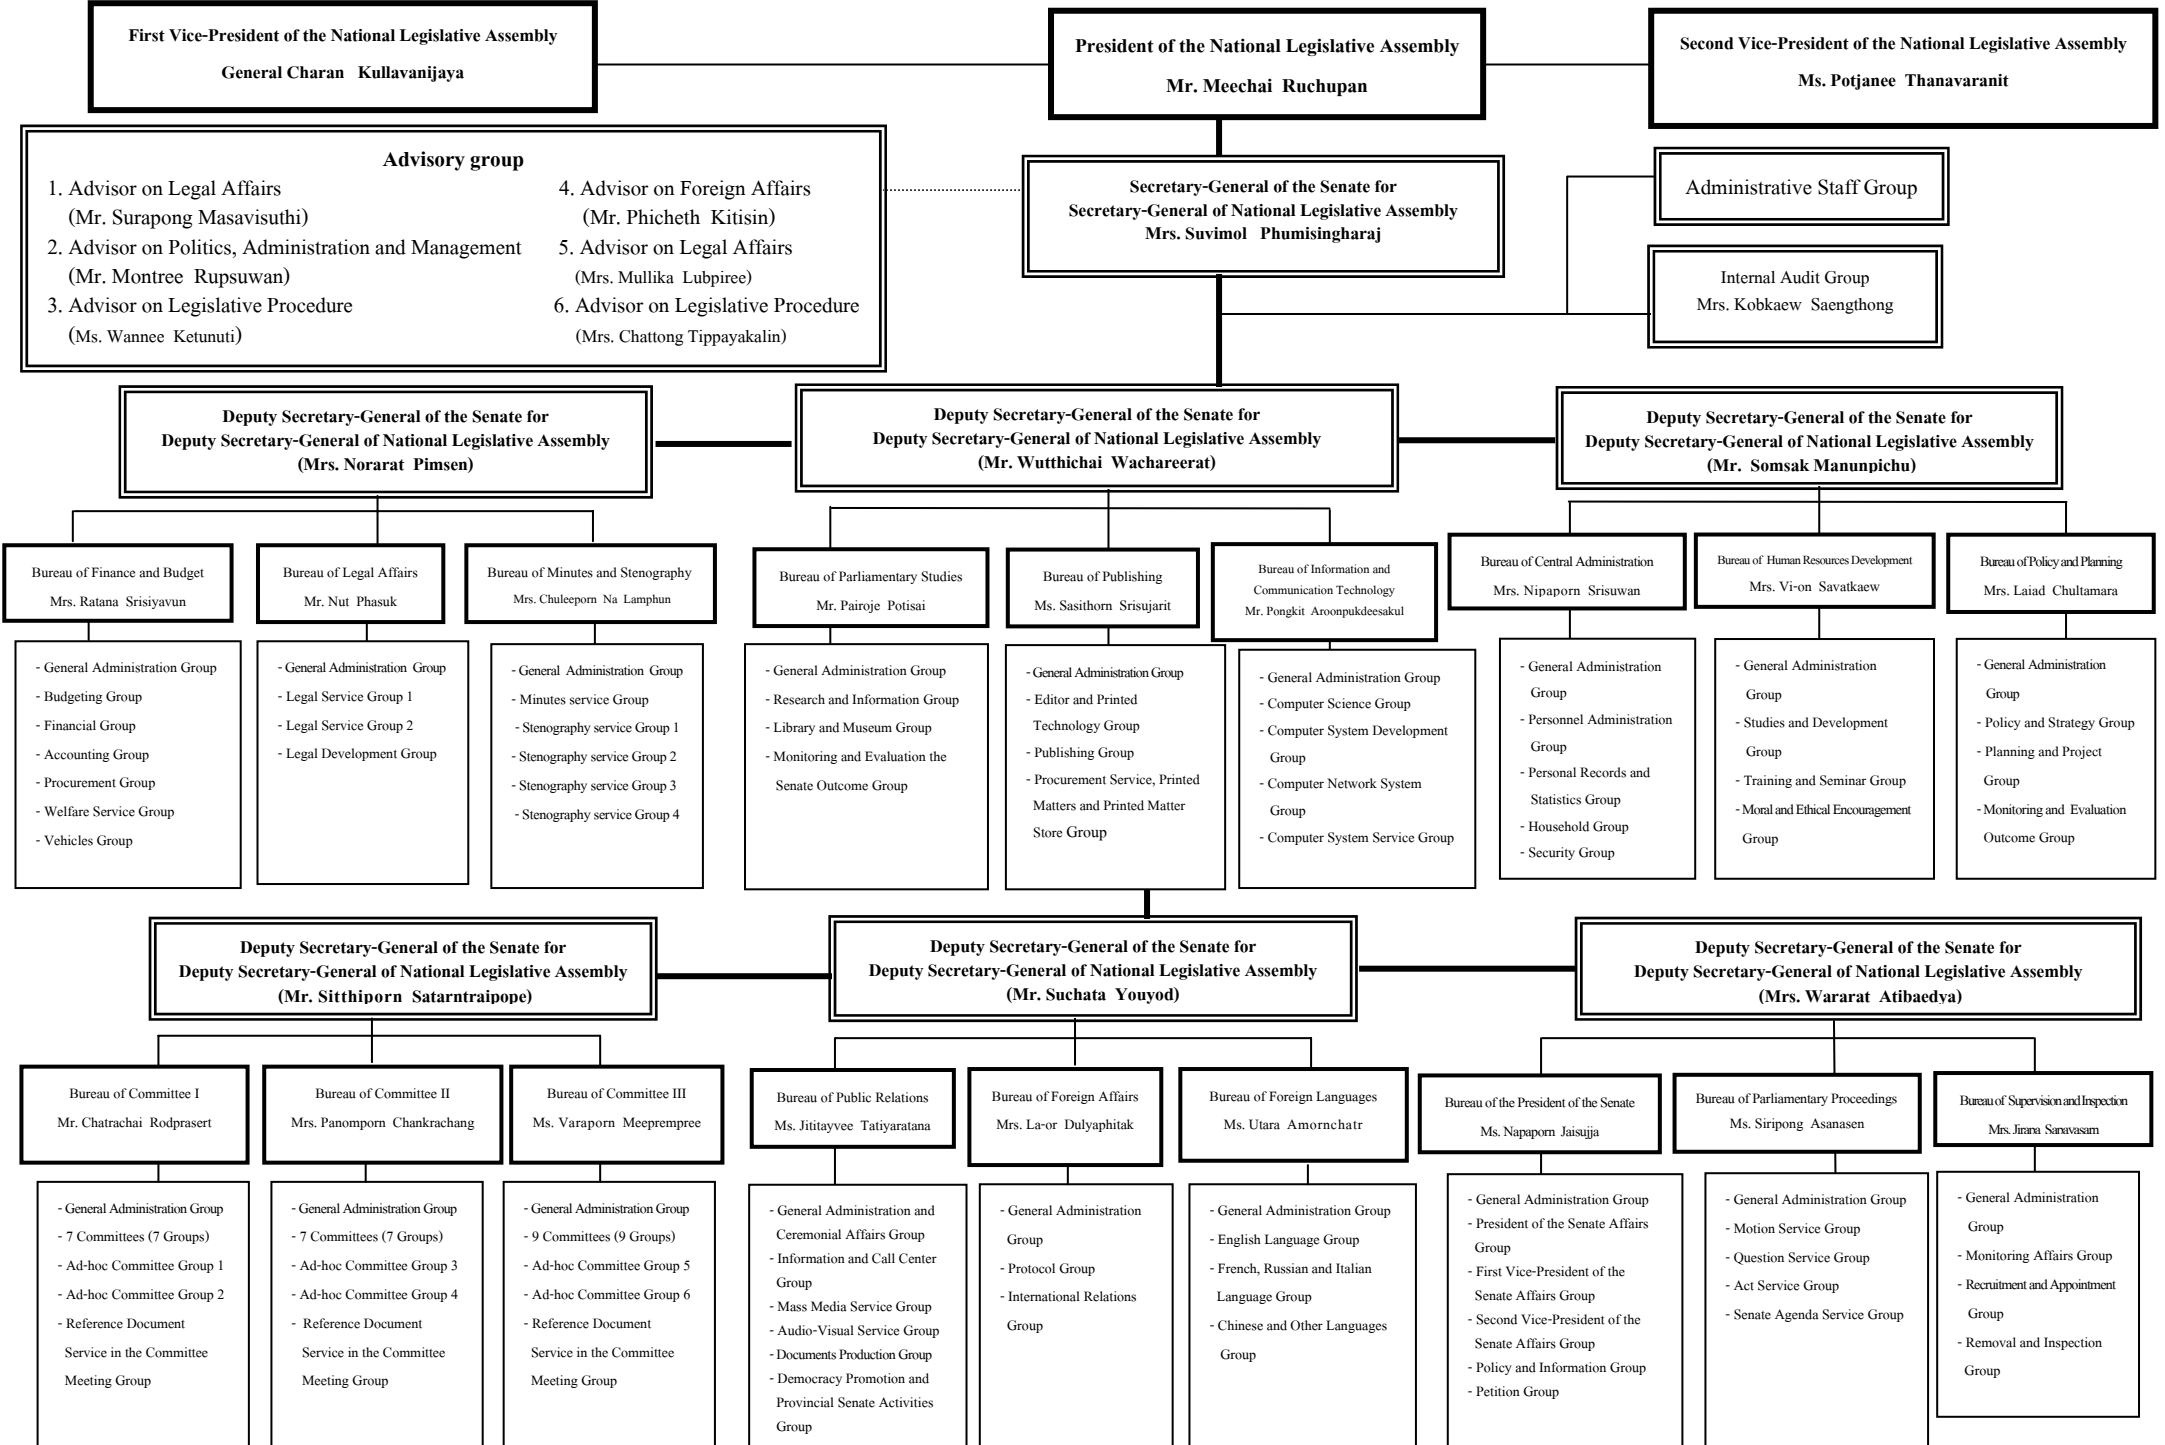 First Vice-President of the National Legislative Assembly
General Charan Kullavanijaya
President of the National Legislative Assembly
Mr. Meechai Ruchupan
Second Vice-President of the National Legislative Assembly
Ms. Potjanee Thanavaranit
Advisory group
1. Advisor on Legal Affairs
(Mr. Surapong Masavisuthi)
2. Advisor on Politics, Administration and Management
(Mr. Montree Rupsuwan)
3. Advisor on Legislative Procedure
(Ms. Wannee Ketunuti)
4. Advisor on Foreign Affairs
(Mr. Phicheth Kitisin)
5. Advisor on Legal Affairs
(Mrs. Mullika Lubpiree)
6. Advisor on Legislative Procedure
(Mrs. Chattong Tippayakalin)
Secretary-General of the Senate for
Secretary-General of National Legislative Assembly
Mrs. Suvimol Phumisingharaj
Administrative Staff Group
Internal Audit Group
Mrs. Kobkaew Saengthong
Deputy Secretary-General of the Senate for
Deputy Secretary-General of National Legislative Assembly
(Mrs. Norarat Pimsen)
Deputy Secretary-General of the Senate for
Deputy Secretary-General of National Legislative Assembly
(Mr. Wutthichai Wachareerat)
Deputy Secretary-General of the Senate for
Deputy Secretary-General of National Legislative Assembly
(Mr. Somsak Manunpichu)
Bureau of Finance and Budget
Mrs. Ratana Srisiyavun
Bureau of Legal Affairs
Mr. Nut Phasuk
Bureau of Minutes and Stenography
Mrs. Chuleeporn Na Lamphun
Bureau of Parliamentary Studies
Mr. Pairoje Potisai
Bureau of Publishing
Ms. Sasithorn Srisujarit
Bureau of Information and
Communication Technology
Mr. Pongkit Aroonpukdeesakul
Bureau of Central Administration
Mrs. Nipaporn Srisuwan
Bureau of Human Resources Development
Mrs. Vi-on Savatkaew
Bureau of Policy and Planning
Mrs. Laiad Chultamara
- General Administration Group
- Budgeting Group
- Financial Group
- Accounting Group
- Procurement Group
- Welfare Service Group
- Vehicles Group
- General Administration Group
- Legal Service Group 1
- Legal Service Group 2
- Legal Development Group
- General Administration Group
- Minutes service Group
- Stenography service Group 1
- Stenography service Group 2
- Stenography service Group 3
- Stenography service Group 4
- General Administration Group
- Research and Information Group
- Library and Museum Group
- Monitoring and Evaluation the
Senate Outcome Group
- General Administration Group
- Editor and Printed
Technology Group
- Publishing Group
- Procurement Service, Printed
Matters and Printed Matter
Store Group
- General Administration Group
- Computer Science Group
- Computer System Development
Group
- Computer Network System
Group
- Computer System Service Group
- General Administration
Group
- Personnel Administration
Group
- Personal Records and
Statistics Group
- Household Group
- Security Group
- General Administration
Group
- Studies and Development
Group
- Training and Seminar Group
- Moral and Ethical Encouragement
Group
- General Administration
Group
- Policy and Strategy Group
- Planning and Project
Group
- Monitoring and Evaluation
Outcome Group
Deputy Secretary-General of the Senate for
Deputy Secretary-General of National Legislative Assembly
(Mr. Sitthiporn Satarntraipope)
Deputy Secretary-General of the Senate for
Deputy Secretary-General of National Legislative Assembly
(Mr. Suchata Youyod)
Deputy Secretary-General of the Senate for
Deputy Secretary-General of National Legislative Assembly
(Mrs. Wararat Atibaedya)
Bureau of Committee I
Mr. Chatrachai Rodprasert
Bureau of Committee II
Mrs. Panomporn Chankrachang
Bureau of Committee III
Ms. Varaporn Meeprempree
Bureau of Public Relations
Ms. Jititayvee Tatiyaratana
Bureau of Foreign Affairs
Mrs. La-or Dulyaphitak
Bureau of Foreign Languages
Ms. Utara Amornchatr
Bureau of the President of the Senate
Ms. Napaporn Jaisujja
Bureau of Parliamentary Proceedings
Ms. Siripong Asanasen
Bureau of Supervision and Inspection
Mrs. Jirana
- General Administration Group
- 7 Committees (7 Groups)
- Ad-hoc Committee Group 1
- Ad-hoc Committee Group 2
- Reference Document
Service in the Committee
Meeting Group
- General Administration Group
- 7 Committees (7 Groups)
- Ad-hoc Committee Group 3
- Ad-hoc Committee Group 4
- Reference Document
Service in the Committee
Meeting Group
- General Administration Group
- 9 Committees (9 Groups)
- Ad-hoc Committee Group 5
- Ad-hoc Committee Group 6
- Reference Document
Service in the Committee
Meeting Group
- General Administration and
Ceremonial Affairs Group
- Information and Call Center
Group
- Mass Media Service Group
- Audio-Visual Service Group
- Documents Production Group
- Democracy Promotion and
Provincial Senate Activities
Group
- General Administration
Group
- Protocol Group
- International Relations
Group
- General Administration Group
- English Language Group
- French, Russian and Italian
Language Group
- Chinese and Other Languages
Group
- General Administration Group
- President of the Senate Affairs
Group
- First Vice-President of the
Senate Affairs Group
- Second Vice-President of the
Senate Affairs Group
- Policy and Information Group
- Petition Group
- General Administration Group
- Motion Service Group
- Question Service Group
- Act Service Group
- Senate Agenda Service Group
- General Administration
Group
- Monitoring Affairs Group
- Recruitment and Appointment
Group
- Removal and Inspection
Group